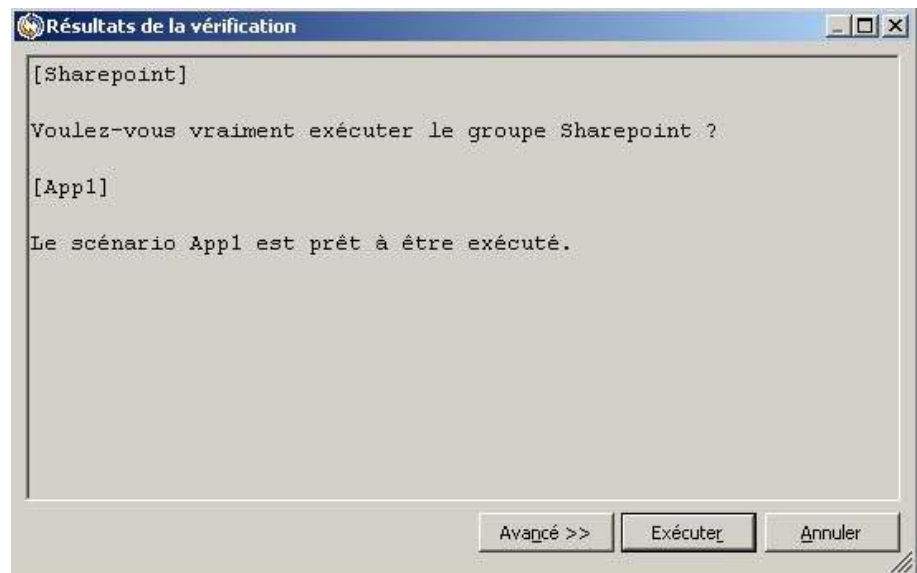 Résultats de la vérification
[Sharepoint]
Voulez-vous vraiment exécuter le groupe Sharepoint ?
[App1]
Le scénario App1 est prêt à être exécuté.
Avancé >>
Exécuter
Annuler